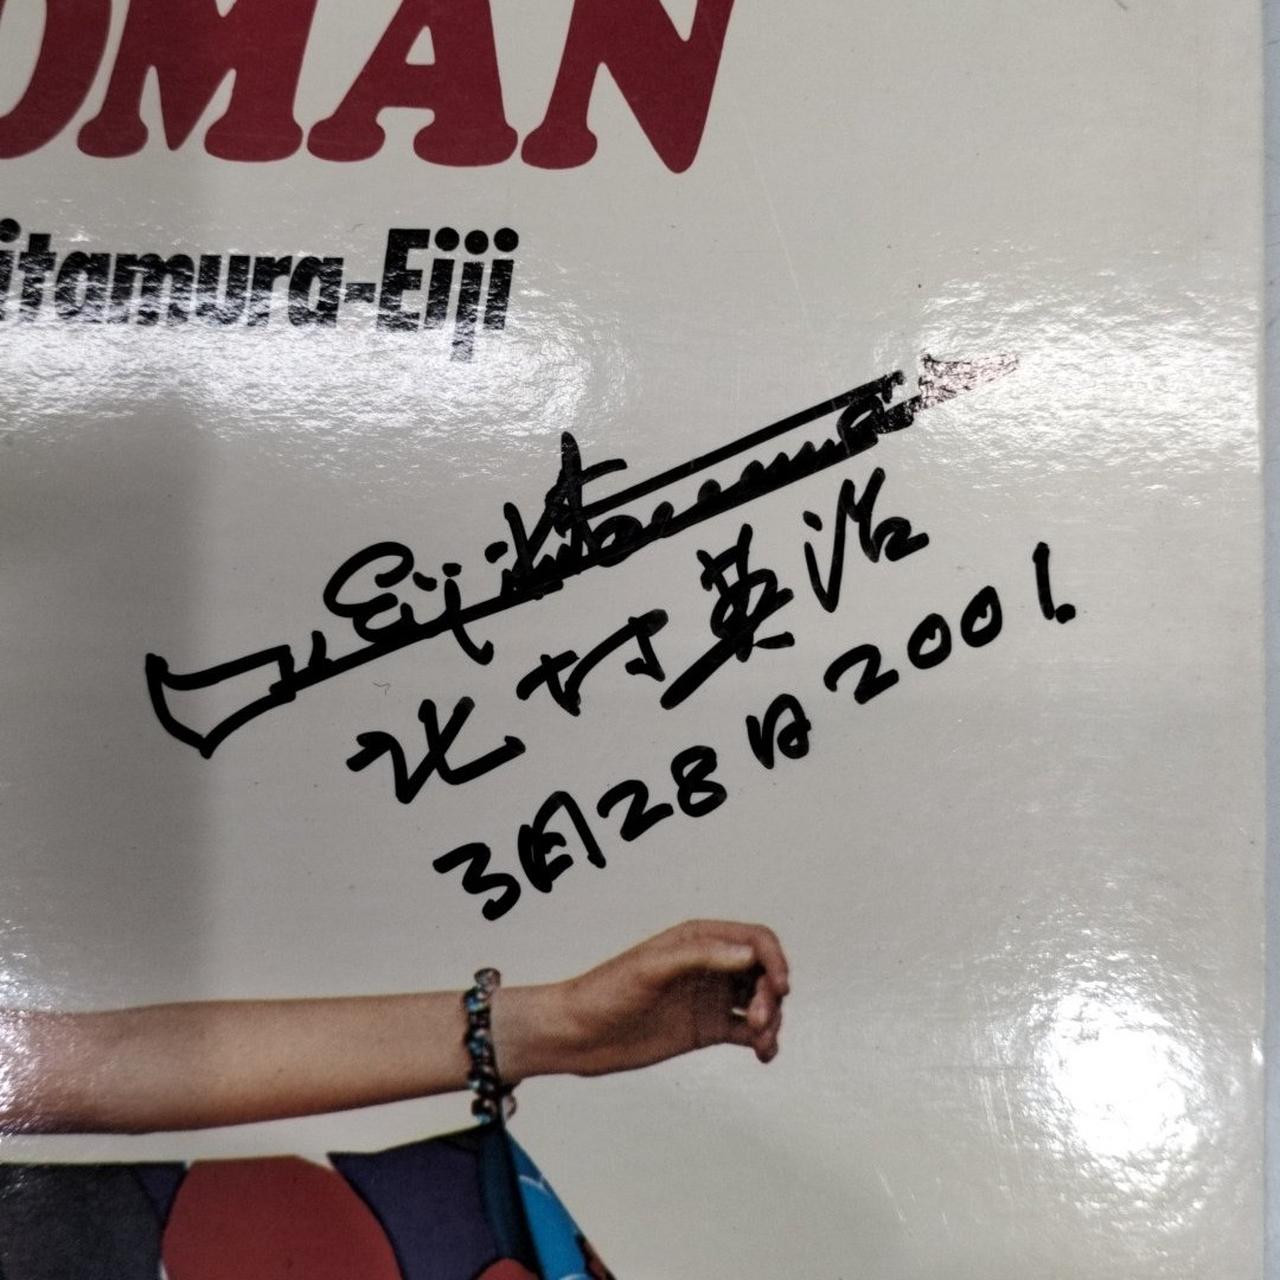 OMAN
itamura-Eiji
Eiji Kitamura
北村英治
3月28日2001.